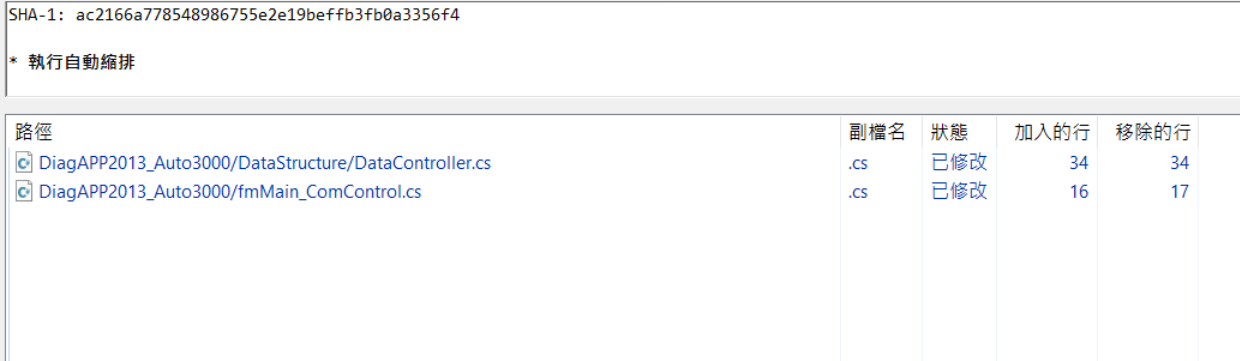 SHA-1: ac2166a778548986755e2e19beffb3fb0a3356f4
* 執行自動縮排
路徑 副檔名 狀態 加入的行 移除的行
DiagAPP2013_Auto3000/DataStructure/DataController.cs .cs 已修改 34 34
DiagAPP2013_Auto3000/fmMain_ComControl.cs .cs 已修改 16 17